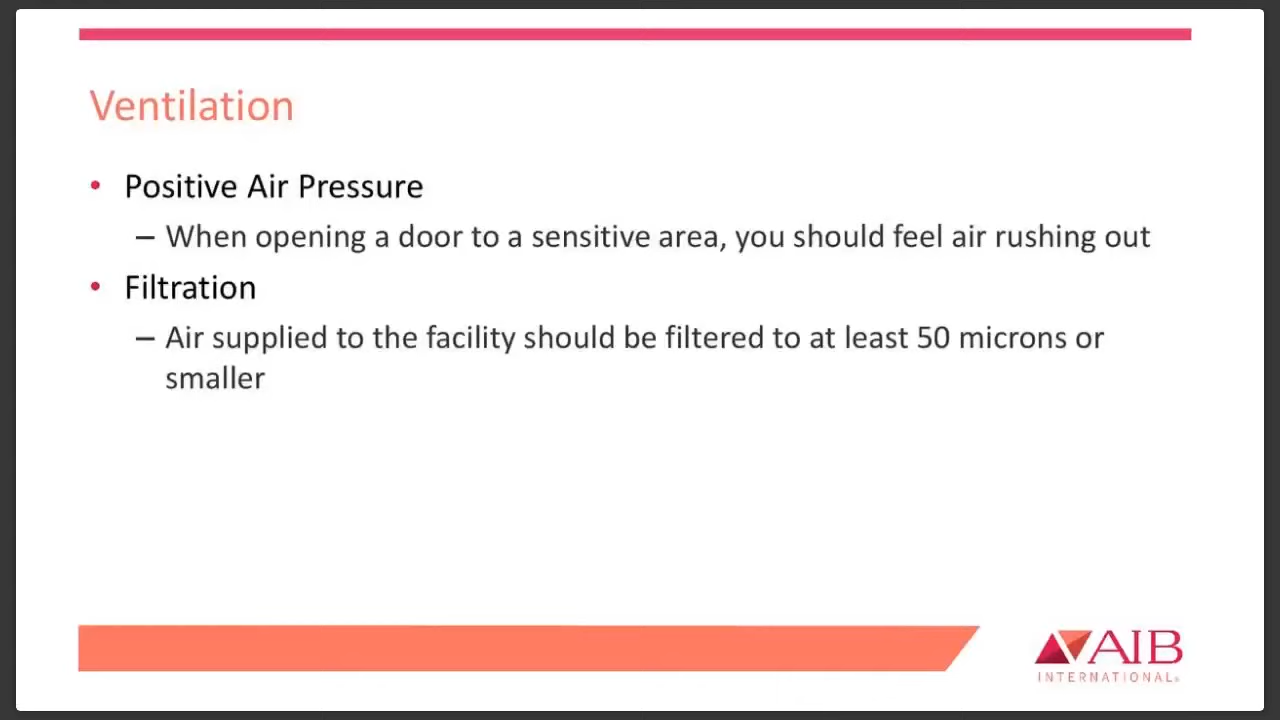 Ventilation
• Positive Air Pressure
– When opening a door to a sensitive area, you should feel air rushing out
• Filtration
– Air supplied to the facility should be filtered to at least 50 microns or
smaller
AIB
INTERNATIONAL®